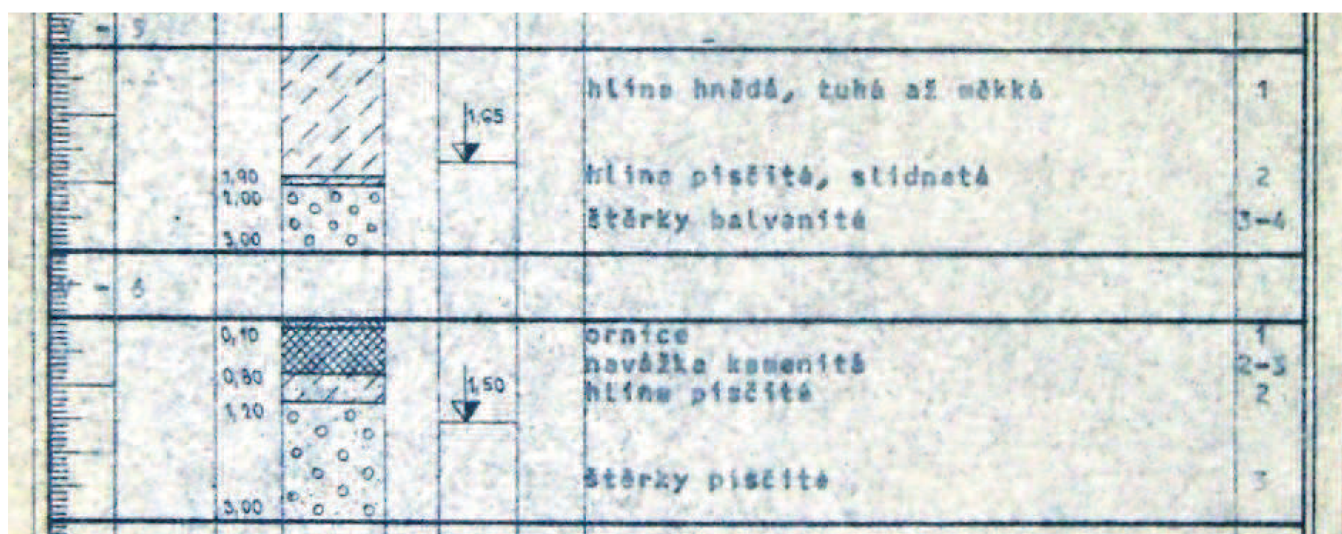 - 5
hlína hnědá, tuhá až měkká 1
1,65
1,90 hlína písčitá, slídnatá 2
1,00 štěrky balvanité 3-4
3,00
- 6
0,10 ornice 1
navážka kamenitá 2-3
0,80 hlína písčitá 2
1,50
1,20
štěrky písčité 3
3,00